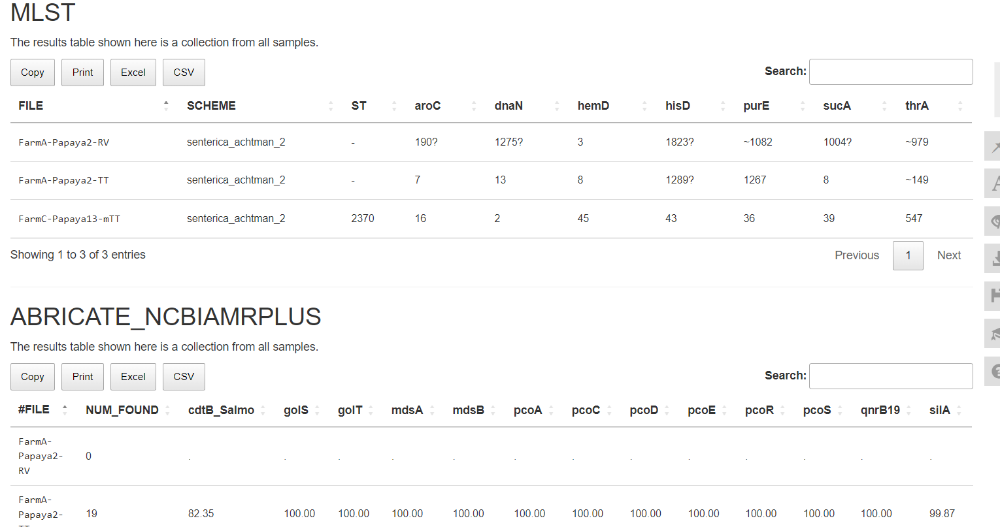 MLST
The results table shown here is a collection from all samples.
Copy Print Excel CSV Search:
FILE SCHEME ST aroC dnaN hemD hisD purE sucA thrA
FarmA-Papaya2-RV senterica_achtman_2 - 190? 1275? 3 1823? ~1082 1004? ~979
FarmA-Papaya2-TT senterica_achtman_2 - 7 13 8 1289? 1267 8 ~149
FarmC-Papaya13-mTT senterica_achtman_2 2370 16 2 45 43 36 39 547
Showing 1 to 3 of 3 entries Previous 1 Next
ABRICATE_NCBIAMRPLUS
The results table shown here is a collection from all samples.
Copy Print Excel CSV Search:
#FILE NUM_FOUND cdtB_Salmo golS golT mdsA mdsB pcoA pcoC pcoD pcoE pcoR pcoS qnrB19 silA
FarmA-
Papaya2- 0 . . . . . . . . . . . . .
RV
FarmA-
Papaya2- 19 82.35 100.00 100.00 100.00 100.00 100.00 100.00 100.00 100.00 100.00 100.00 100.00 99.87